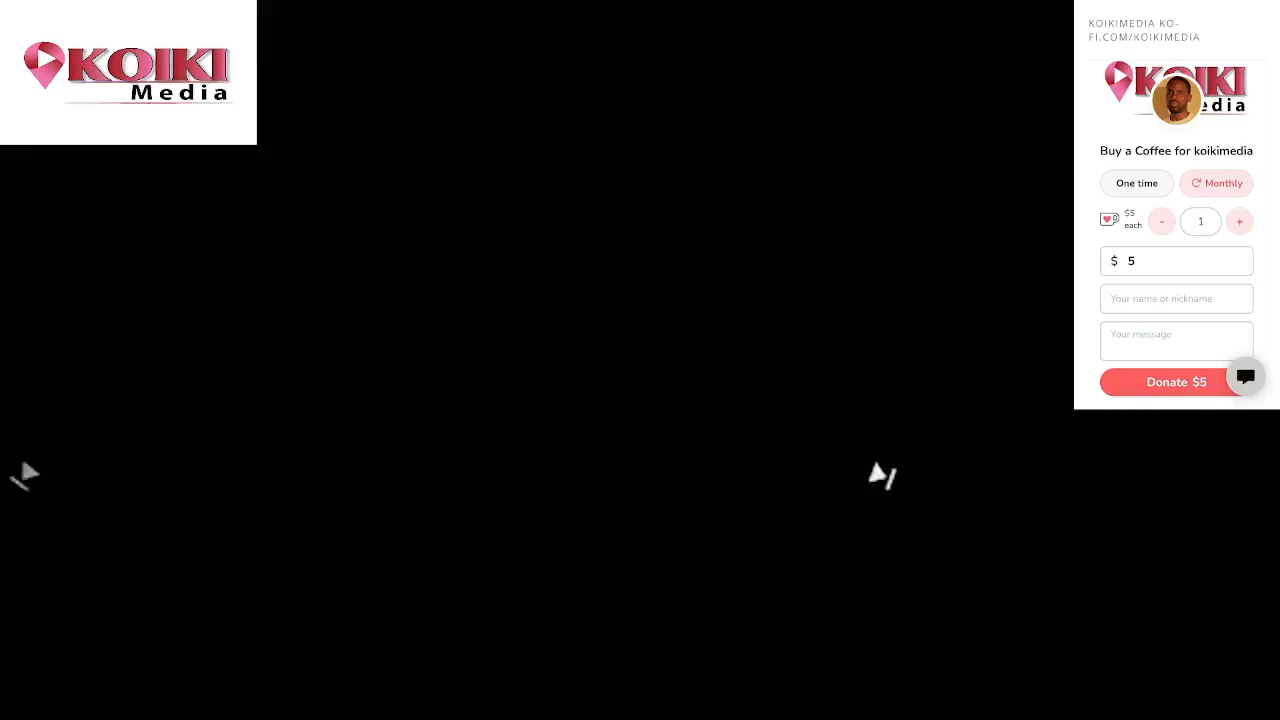 KOIKI
Media
KOIKIMEDIA KO-
FI.COM/KOIKIMEDIA
KOIKI
edia
Buy a Coffee for koikimedia
One time
Monthly
$5
each
-
1
+
$ 5
Your name or nickname
Your message
Donate $5